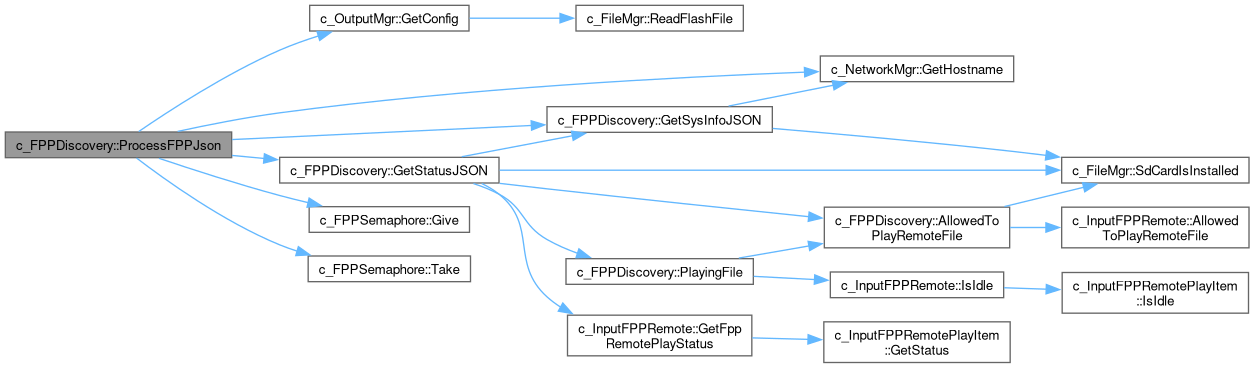 c_OutputMgr::GetConfig
c_FileMgr::ReadFlashFile
c_NetworkMgr::GetHostname
c_FPPDiscovery::GetSysInfoJSON
c_FPPDiscovery::ProcessFPPJson
c_FPPDiscovery::GetStatusJSON
c_FileMgr::SdCardIsInstalled
c_FPPSemaphore::Give
c_FPPDiscovery::AllowedTo
PlayRemoteFile
c_InputFPPRemote::Allowed
ToPlayRemoteFile
c_FPPSemaphore::Take
c_FPPDiscovery::PlayingFile
c_InputFPPRemote::IsIdle
c_InputFPPRemotePlayItem
::IsIdle
c_InputFPPRemote::GetFpp
RemotePlayStatus
c_InputFPPRemotePlayItem
::GetStatus